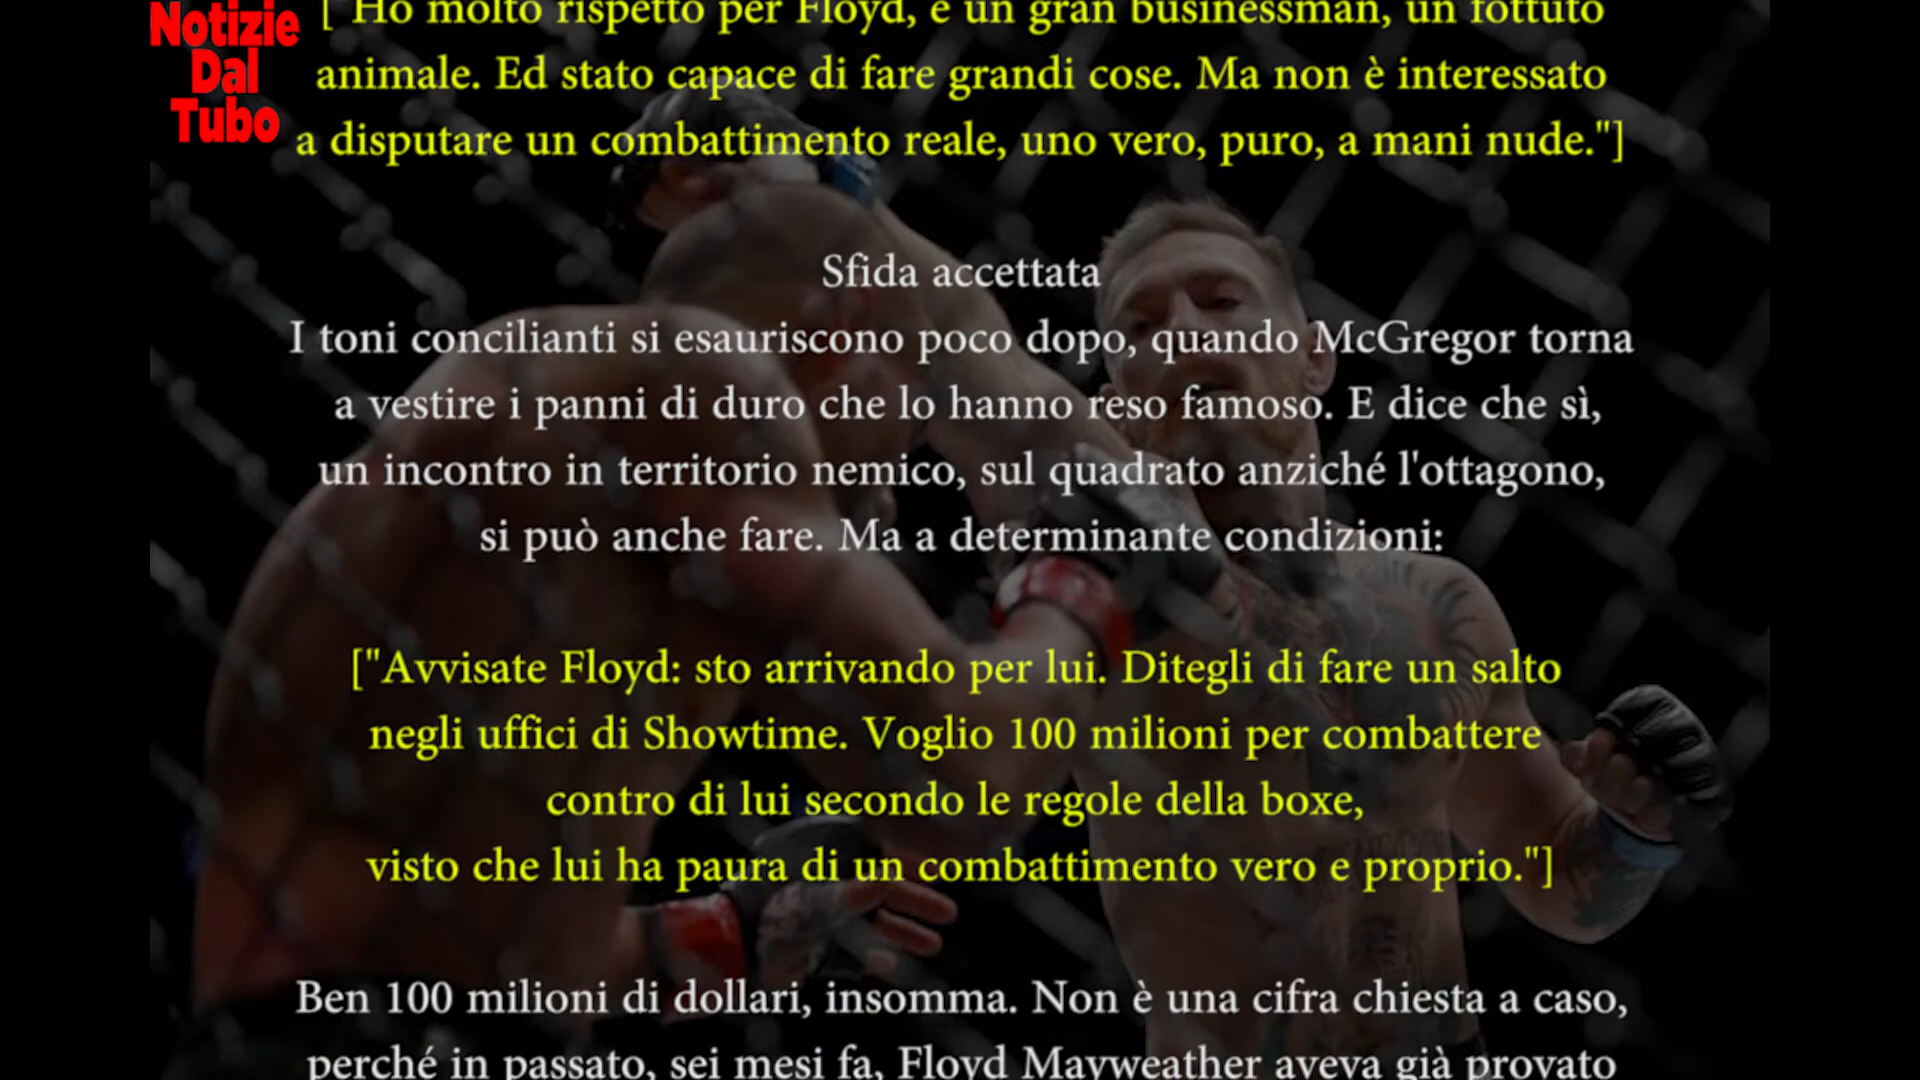 Notizie
Dal
Tubo
["Ho molto rispetto per Floyd, è un gran businessman, un fottuto
animale. Ed stato capace di fare grandi cose. Ma non è interessato
a disputare un combattimento reale, uno vero, puro, a mani nude."]
Sfida accettata
I toni concilianti si esauriscono poco dopo, quando McGregor torna
a vestire i panni di duro che lo hanno reso famoso. E dice che sì,
un incontro in territorio nemico, sul quadrato anziché l'ottagono,
si può anche fare. Ma a determinante condizioni:
["Avvisate Floyd: sto arrivando per lui. Ditegli di fare un salto
negli uffici di Showtime. Voglio 100 milioni per combattere
contro di lui secondo le regole della boxe,
visto che lui ha paura di un combattimento vero e proprio."]
Ben 100 milioni di dollari, insomma. Non è una cifra chiesta a caso,
perché in passato, sei mesi fa, Floyd Mayweather aveva già provato